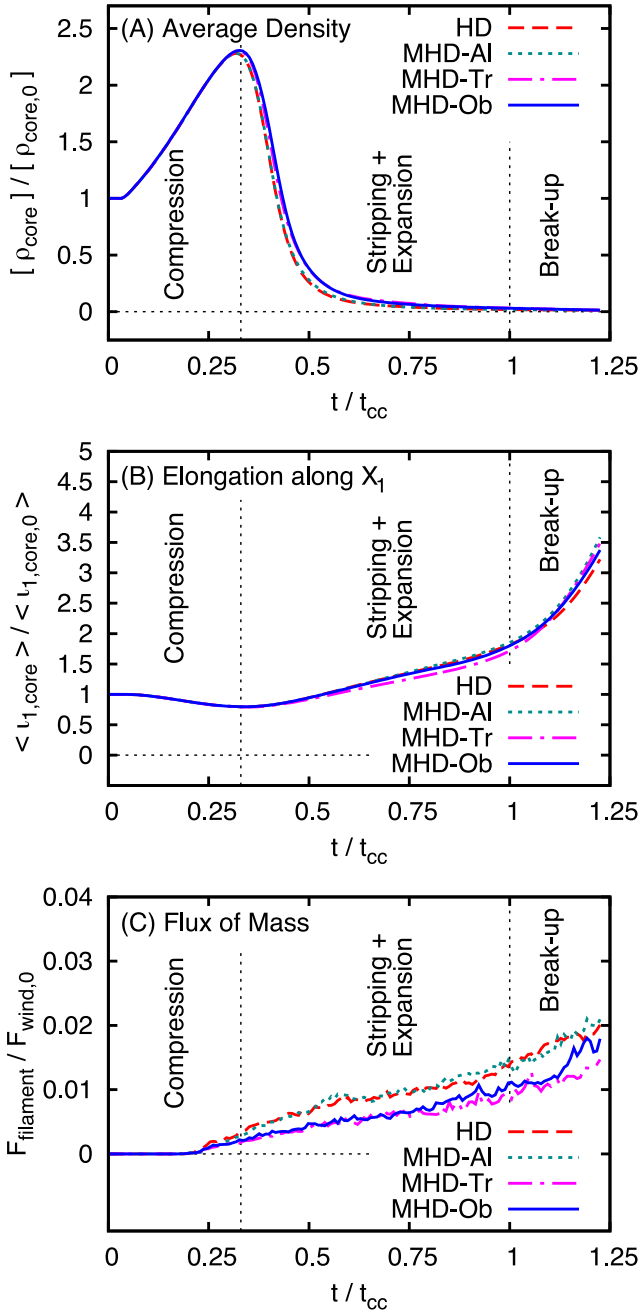 (A) Average Density
HD
MHD-Al
MHD-Tr
MHD-Ob
[ ρcore ] / [ ρcore,0 ]
2.5
2
1.5
1
0.5
0
Compression
Stripping +
Expansion
Break-up
0
0.25
0.5
0.75
1
1.25
t / tcc
(B) Elongation along X1
< ι1,core > / < ι1,core,0 >
5
4.5
4
3.5
3
2.5
2
1.5
1
0.5
0
Compression
Stripping +
Expansion
Break-up
HD
MHD-Al
MHD-Tr
MHD-Ob
0
0.25
0.5
0.75
1
1.25
t / tcc
(C) Flux of Mass
Ffilament / Fwind,0
0.04
0.03
0.02
0.01
0
Compression
Stripping +
Expansion
Break-up
HD
MHD-Al
MHD-Tr
MHD-Ob
0
0.25
0.5
0.75
1
1.25
t / tcc